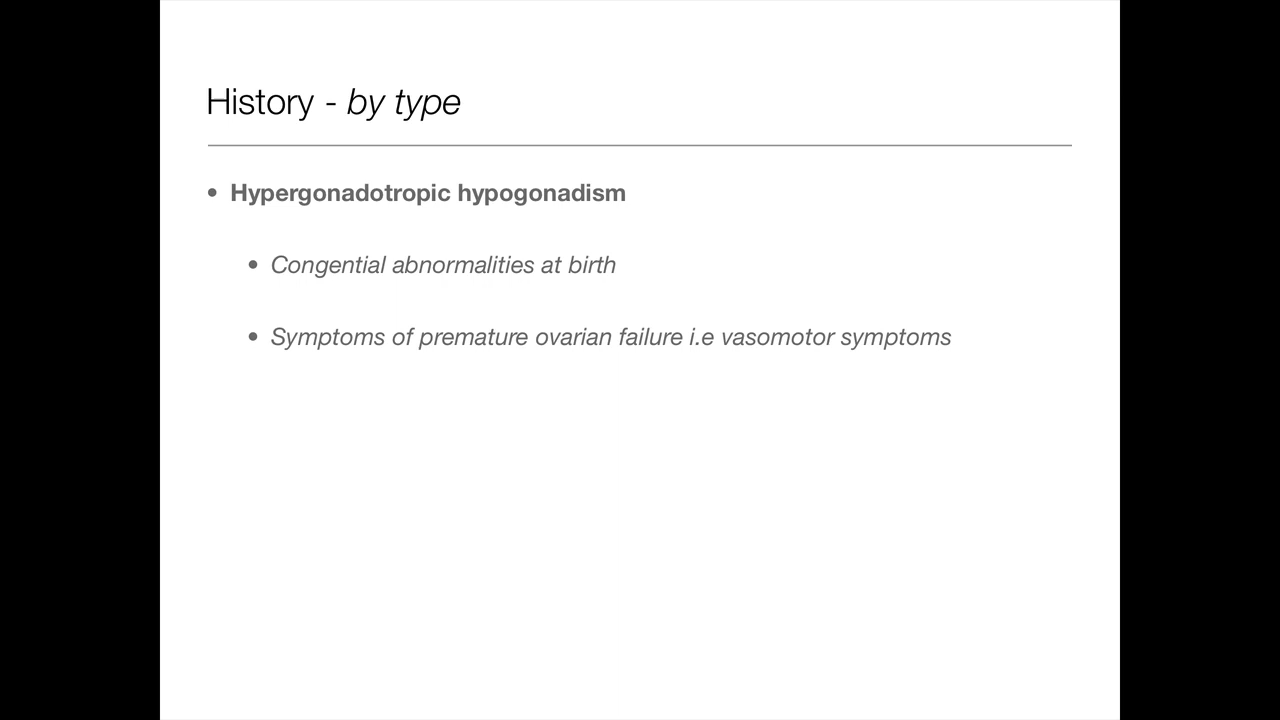 History - by type
• Hypergonadotropic hypogonadism
• Congential abnormalities at birth
• Symptoms of premature ovarian failure i.e vasomotor symptoms